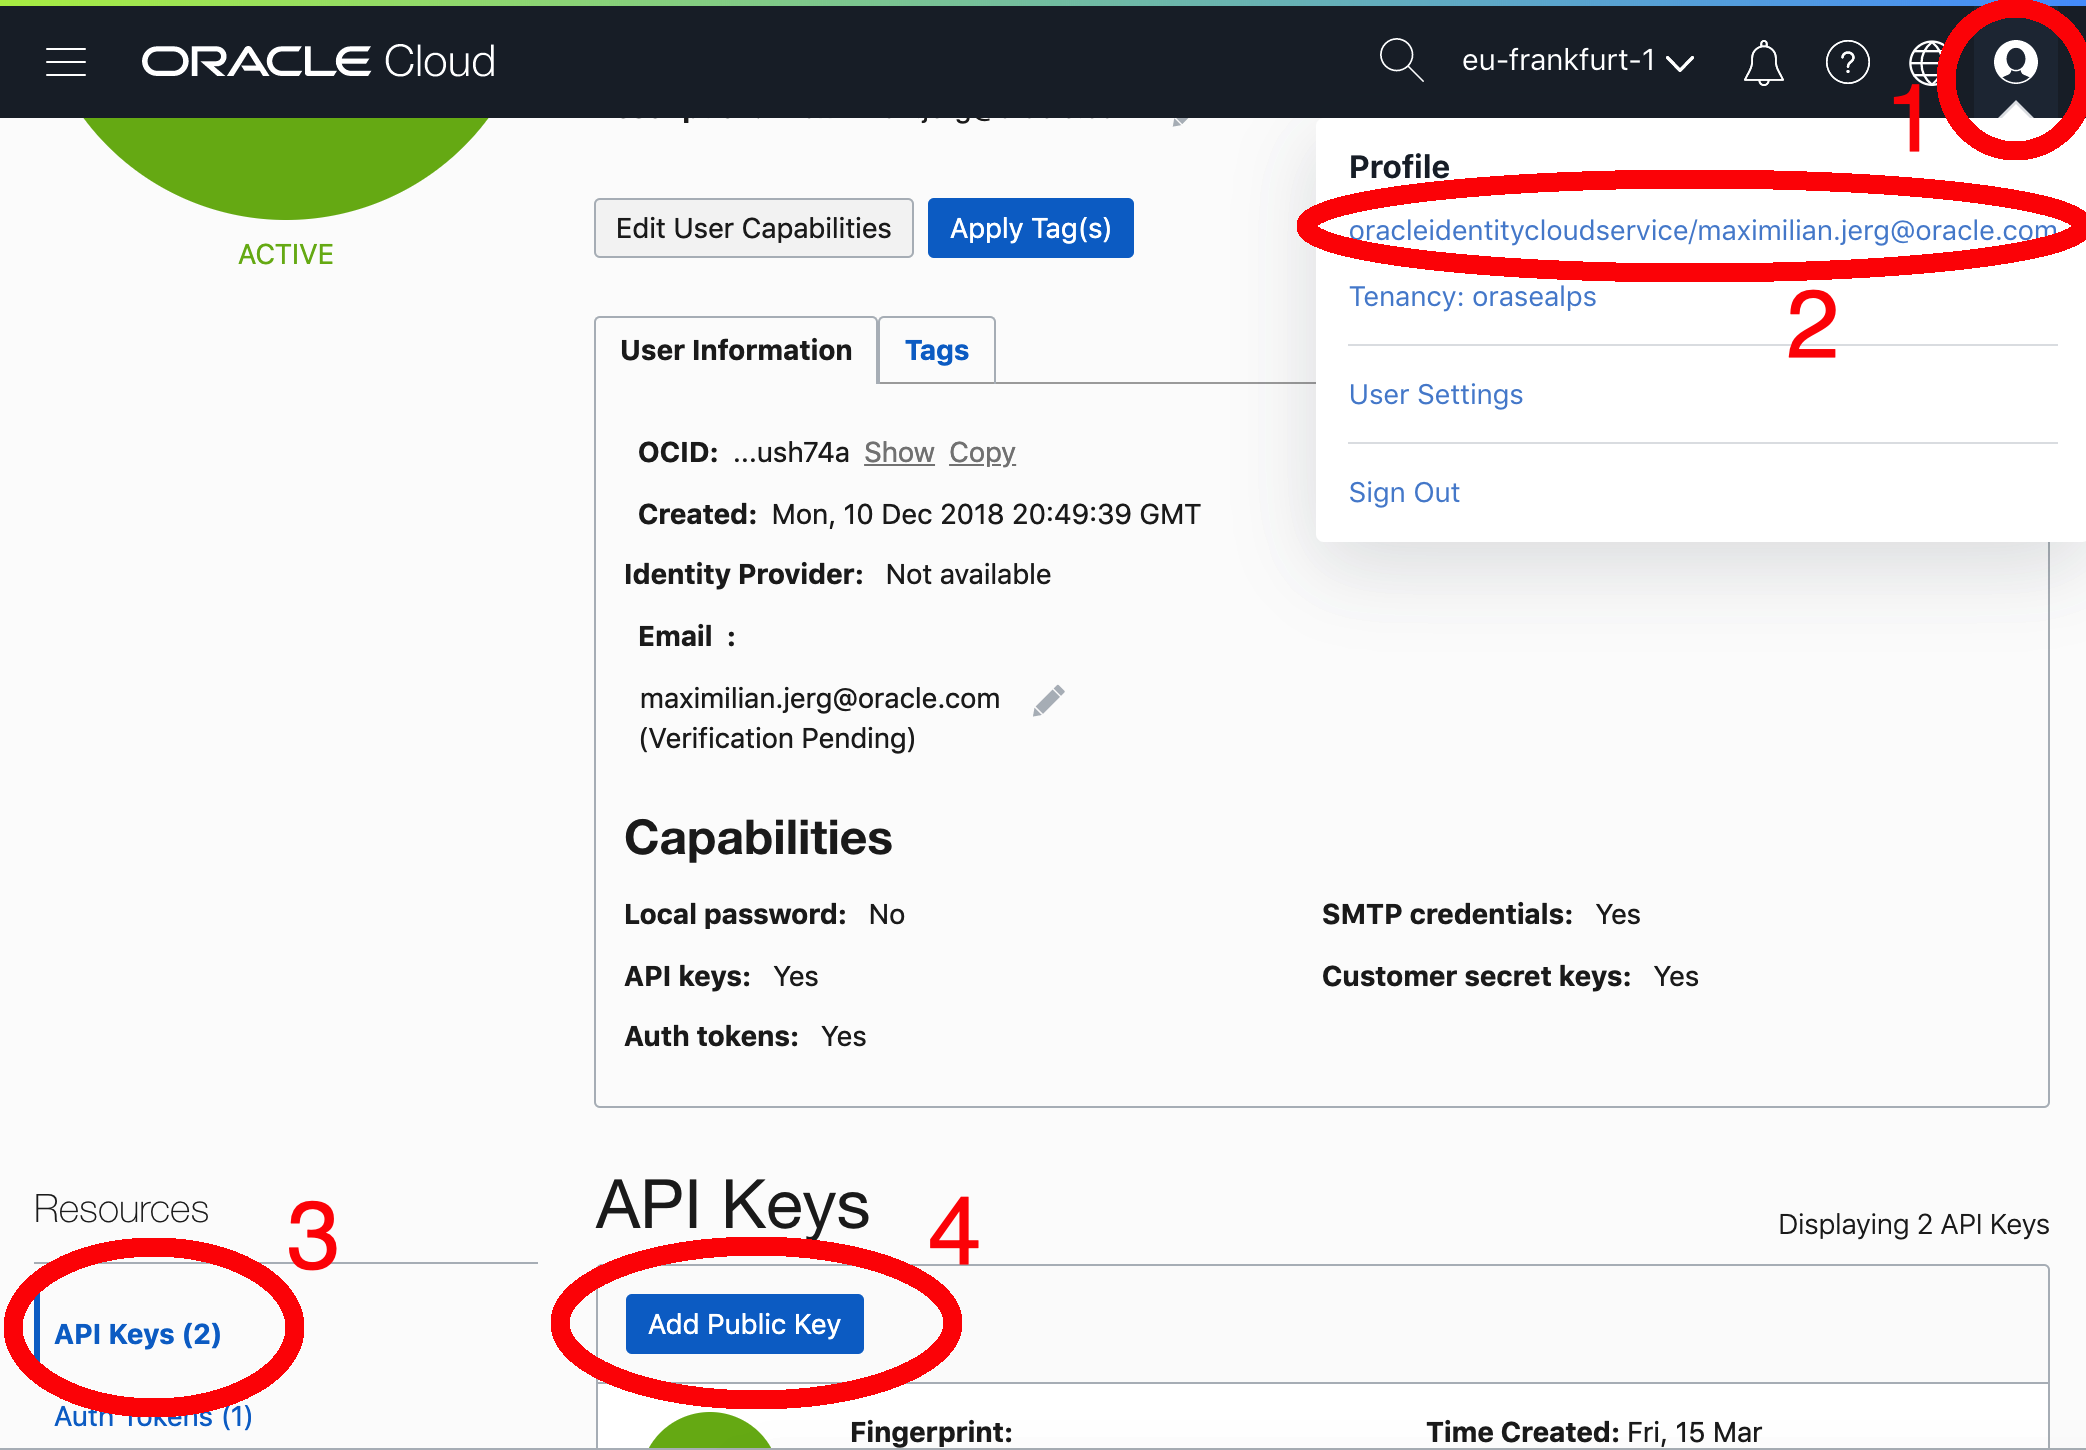 ORACLE Cloud
eu-frankfurt-1
?
1
Profile
oracleidentitycloudservice/maximilian.jerg@oracle.com
Edit User Capabilities
Apply Tag(s)
ACTIVE
Tenancy: orasealps
2
User Information
Tags
User Settings
OCID: ...ush74a Show Copy
Sign Out
Created: Mon, 10 Dec 2018 20:49:39 GMT
Identity Provider: Not available
Email :
maximilian.jerg@oracle.com
(Verification Pending)
Capabilities
Local password: No
SMTP credentials: Yes
API keys: Yes
Customer secret keys: Yes
Auth tokens: Yes
Resources
3
API Keys
4
Displaying 2 API Keys
API Keys (2)
Add Public Key
Auth Tokens (1)
Fingerprint:
Time Created: Fri, 15 Mar